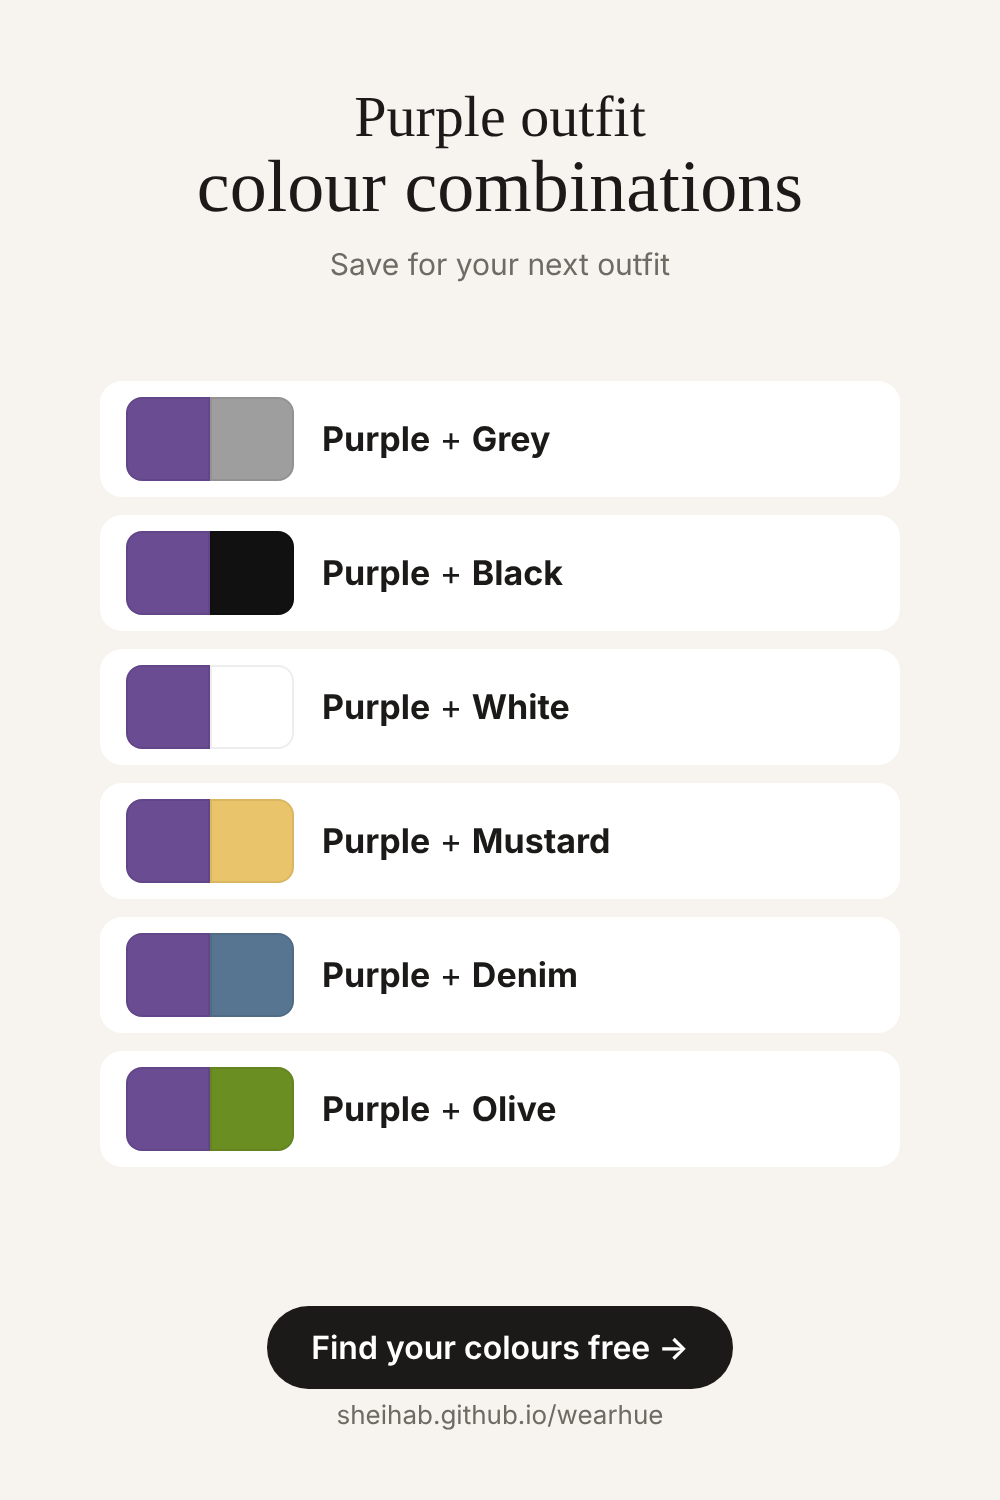 Purple outfit
colour combinations
Save for your next outfit
Purple + Grey
Purple + Black
Purple + White
Purple + Mustard
Purple + Denim
Purple + Olive
Find your colours free →
sheihab.github.io/wearhue